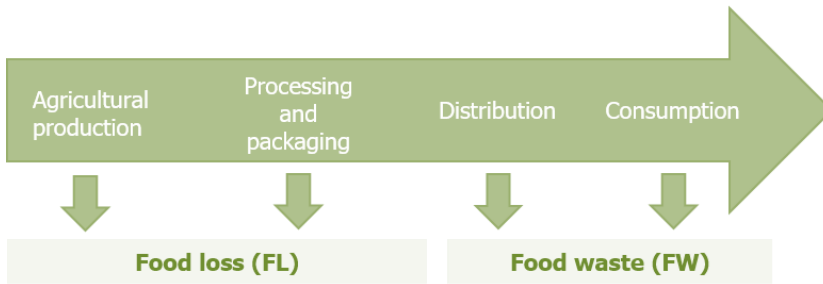 Agricultural
production
Processing
and
packaging
Distribution
Consumption
Food loss (FL)
Food waste (FW)